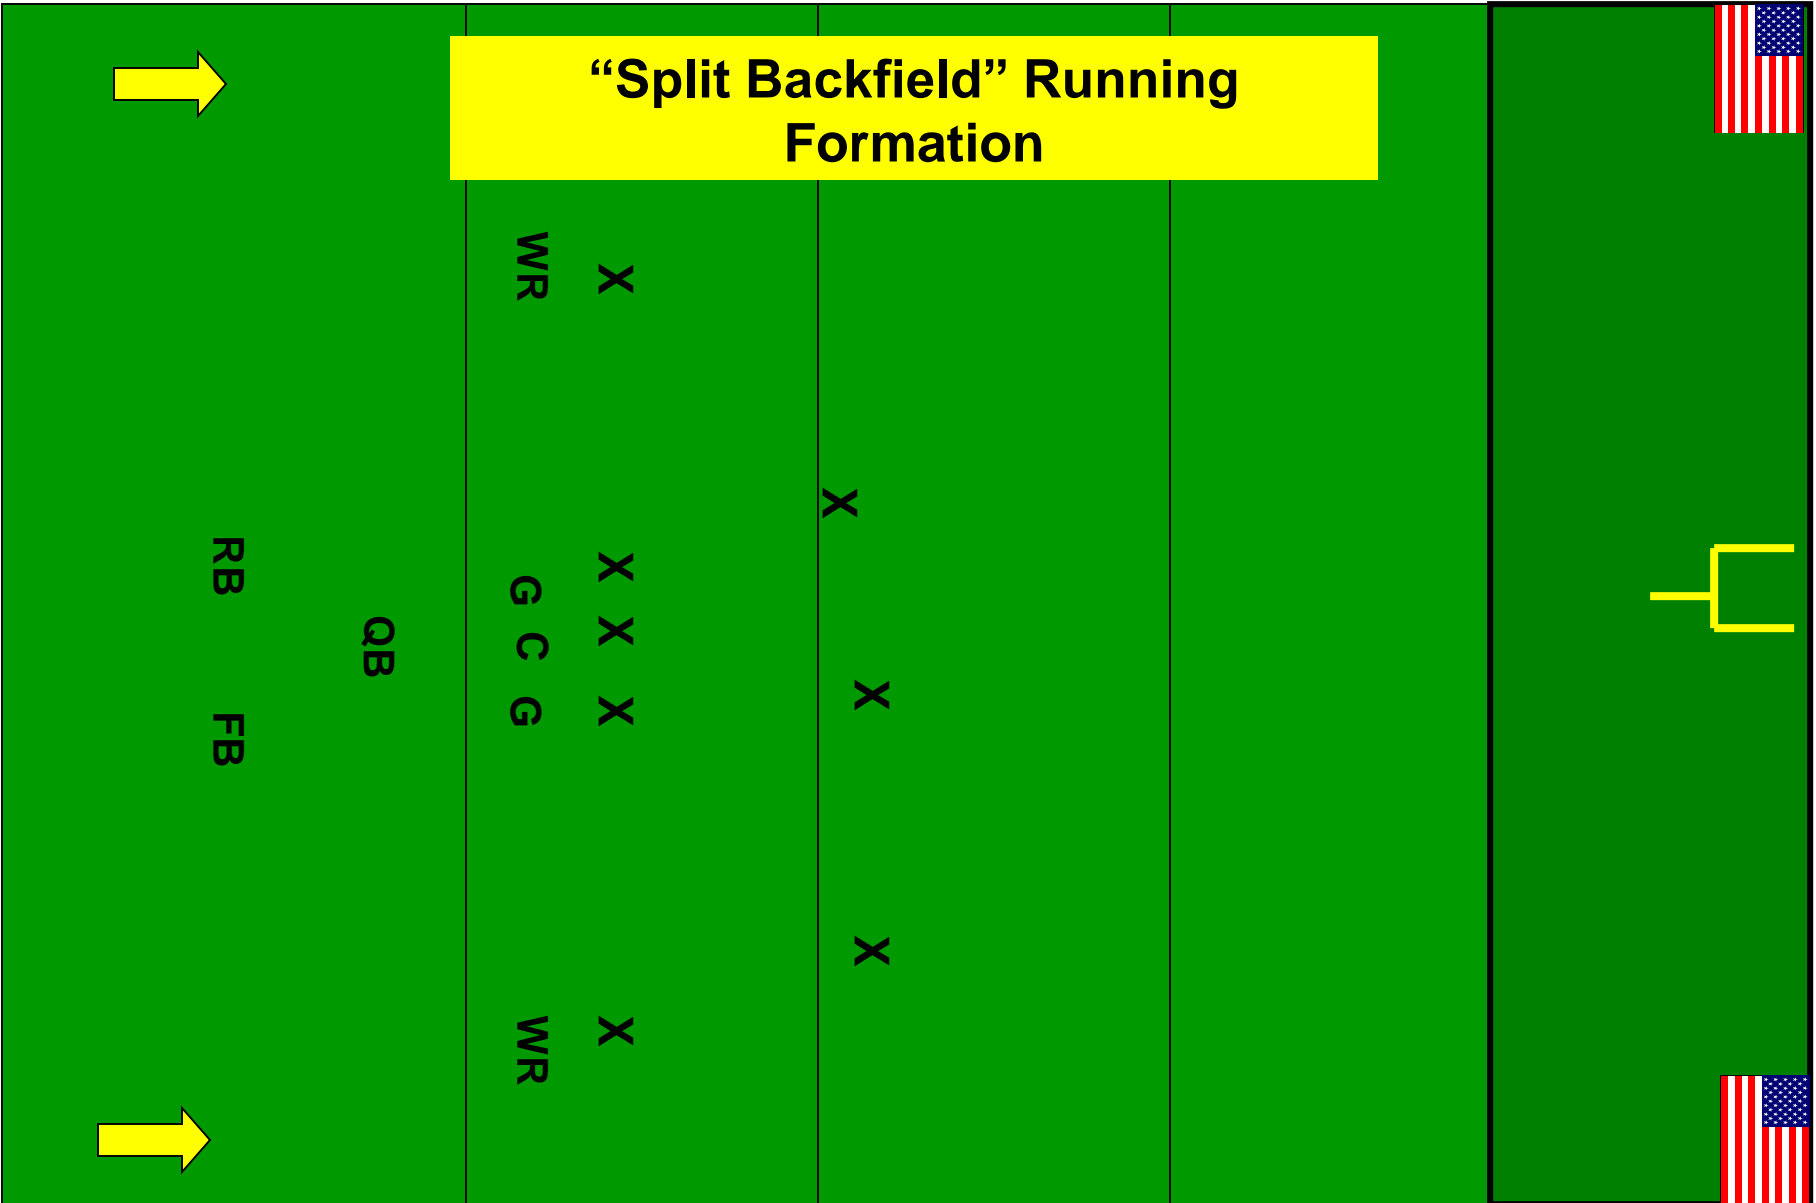 “Split Backfield” Running
Formation
WR X
X
RB X
G
QB C X
G X
X
FB
X
WR X